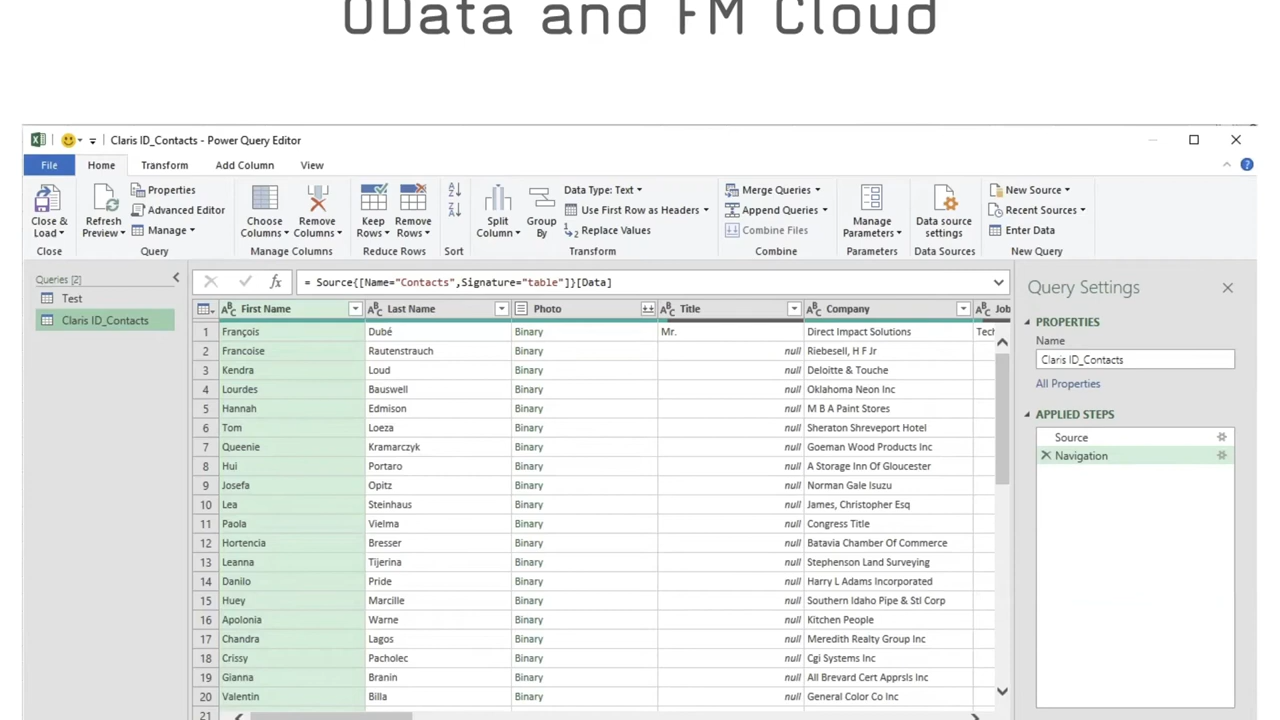 OData and FM Cloud
Claris ID_Contacts - Power Query Editor
File Home Transform Add Column View
Close & Load
Refresh Preview
Properties
Advanced Editor
Manage
Choose Columns
Remove Columns
Keep Rows
Remove Rows
Split Column
Group By
Data Type: Text
Use First Row as Headers
Replace Values
Merge Queries
Append Queries
Combine Files
Manage Parameters
Data source settings
New Source
Recent Sources
Enter Data
Close Query Manage Columns Reduce Rows Sort Transform Combine Parameters Data Sources New Query
Queries [2]
Test
Claris ID_Contacts
= Source{[Name="Contacts",Signature="table"]}[Data]
First Name Last Name Photo Title Company Job
1 François Dubé Binary Mr. Direct Impact Solutions Tech
2 Francoise Rautenstrauch Binary null Riebesell, H F Jr
3 Kendra Loud Binary null Deloitte & Touche
4 Lourdes Bauswell Binary null Oklahoma Neon Inc
5 Hannah Edmison Binary null M B A Paint Stores
6 Tom Loeza Binary null Sheraton Shreveport Hotel
7 Queenie Kramarczyk Binary null Goeman Wood Products Inc
8 Hui Portaro Binary null A Storage Inn Of Gloucester
9 Josefa Opitz Binary null Norman Gale Isuzu
10 Lea Steinhaus Binary null James, Christopher Esq
11 Paola Vielma Binary null Congress Title
12 Hortencia Bresser Binary null Batavia Chamber Of Commerce
13 Leanna Tijerina Binary null Stephenson Land Surveying
14 Danilo Pride Binary null Harry L Adams Incorporated
15 Huey Marcille Binary null Southern Idaho Pipe & Stl Corp
16 Apolonia Warne Binary null Kitchen People
17 Chandra Lagos Binary null Meredith Realty Group Inc
18 Crissy Pacholec Binary null Cgi Systems Inc
19 Gianna Branin Binary null All Brevard Cert Apprsls Inc
20 Valentin Billa Binary null General Color Co Inc
21
Query Settings
PROPERTIES
Name
Claris ID_Contacts
All Properties
APPLIED STEPS
Source
Navigation